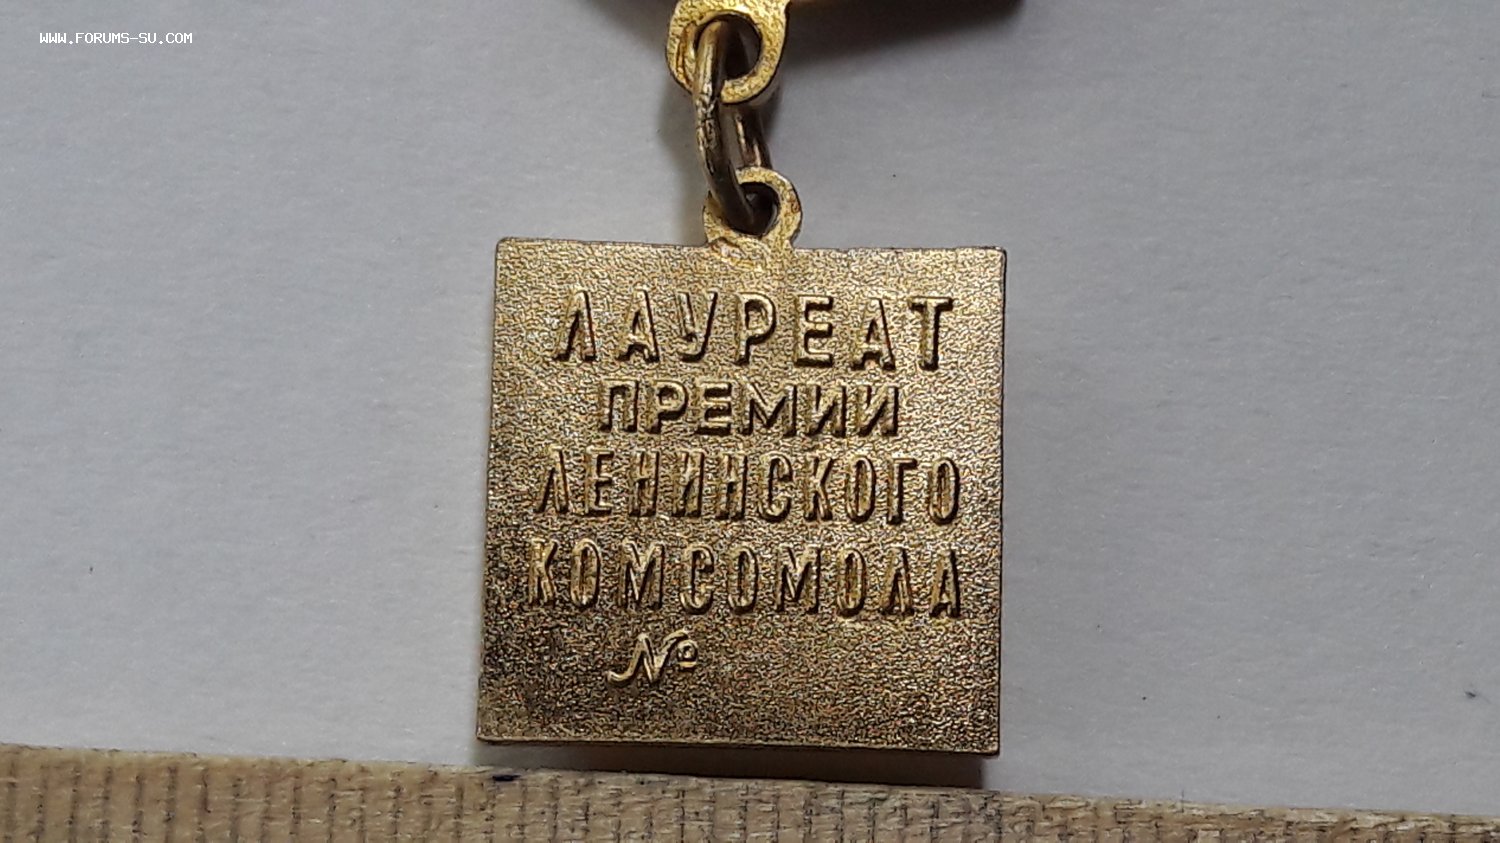 WWW.FORUMS-SU.COM
ЛАУРЕАТ
ПРЕМИИ
ЛЕНИНСКОГО
КОМСОМОЛА
№